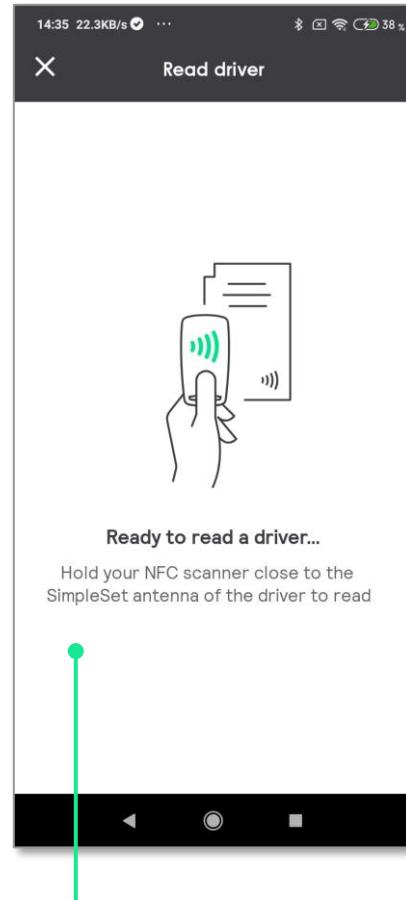 14:35 22.3KB/s ... 38 %
Read driver
Ready to read a driver...
Hold your NFC scanner close to the
SimpleSet antenna of the driver to read